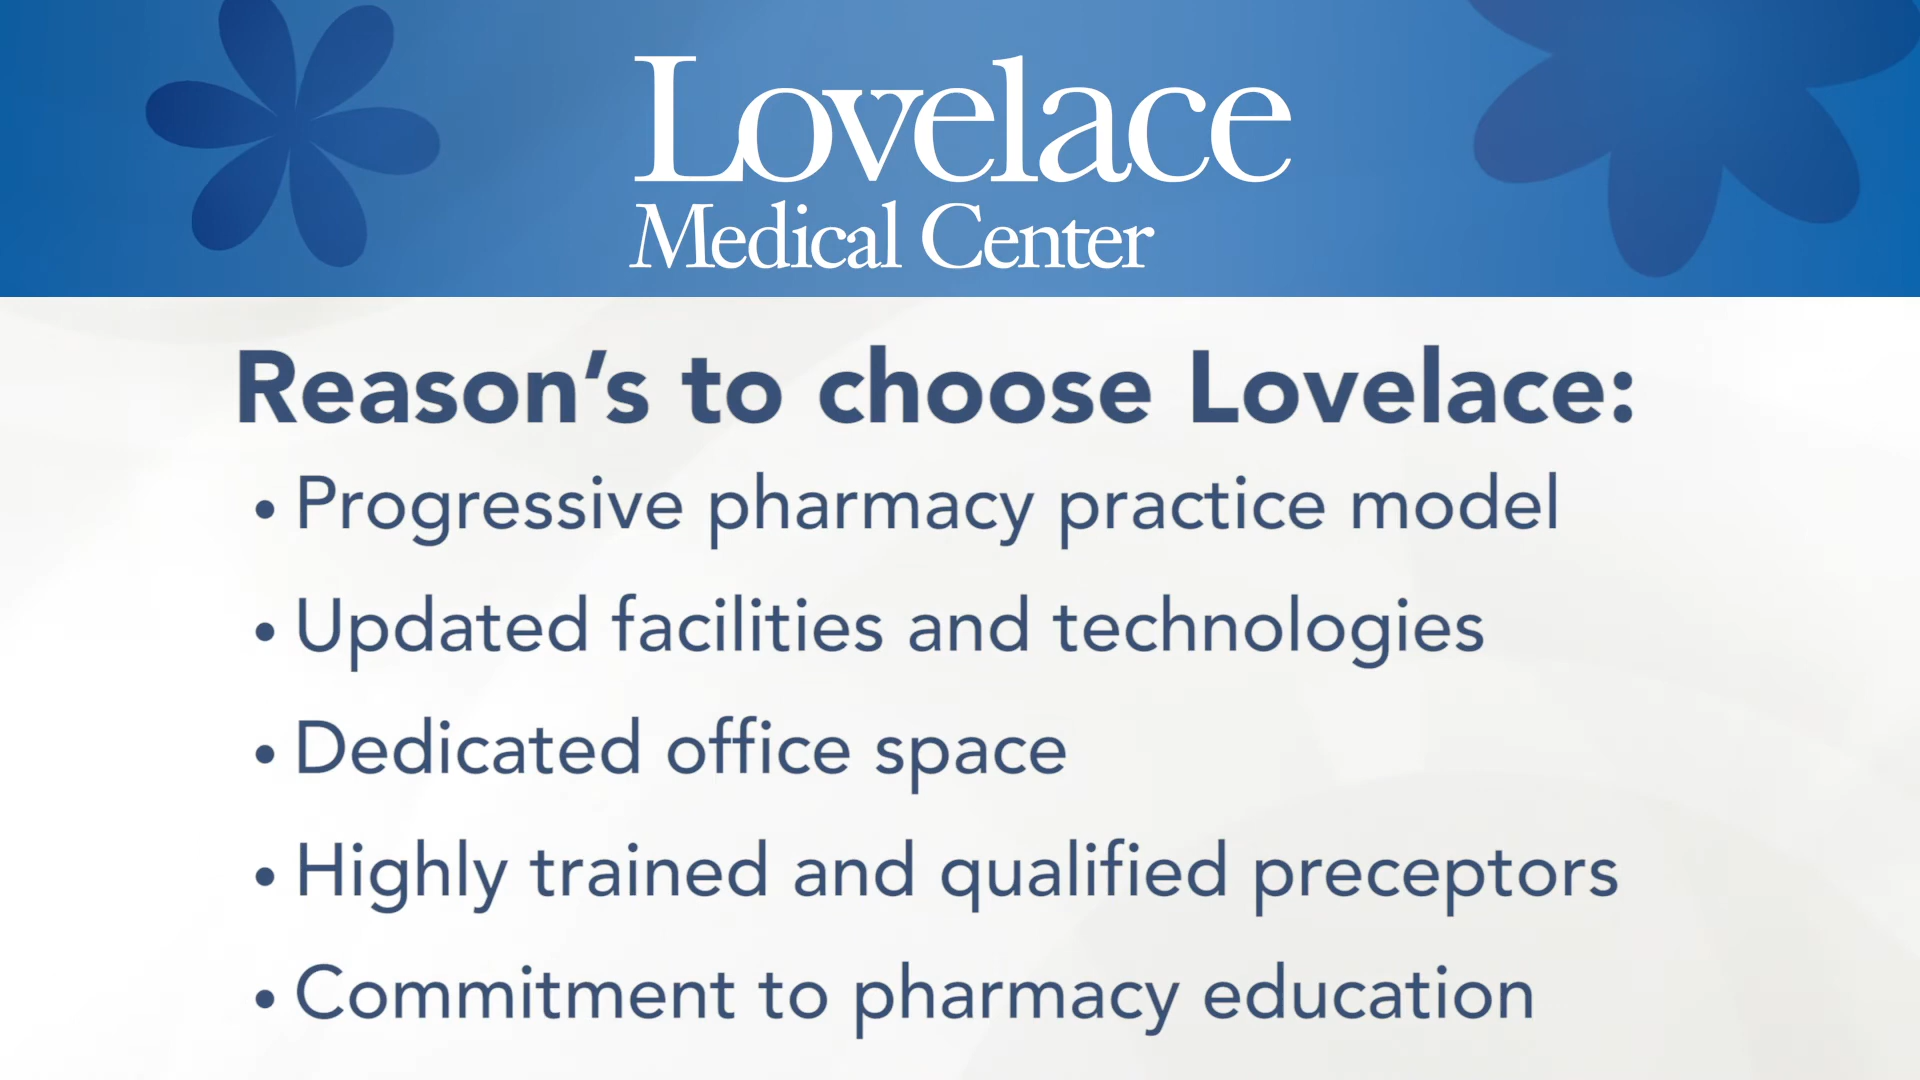 Lovelace
Medical Center
Reason’s to choose Lovelace:
• Progressive pharmacy practice model
• Updated facilities and technologies
• Dedicated office space
• Highly trained and qualified preceptors
• Commitment to pharmacy education